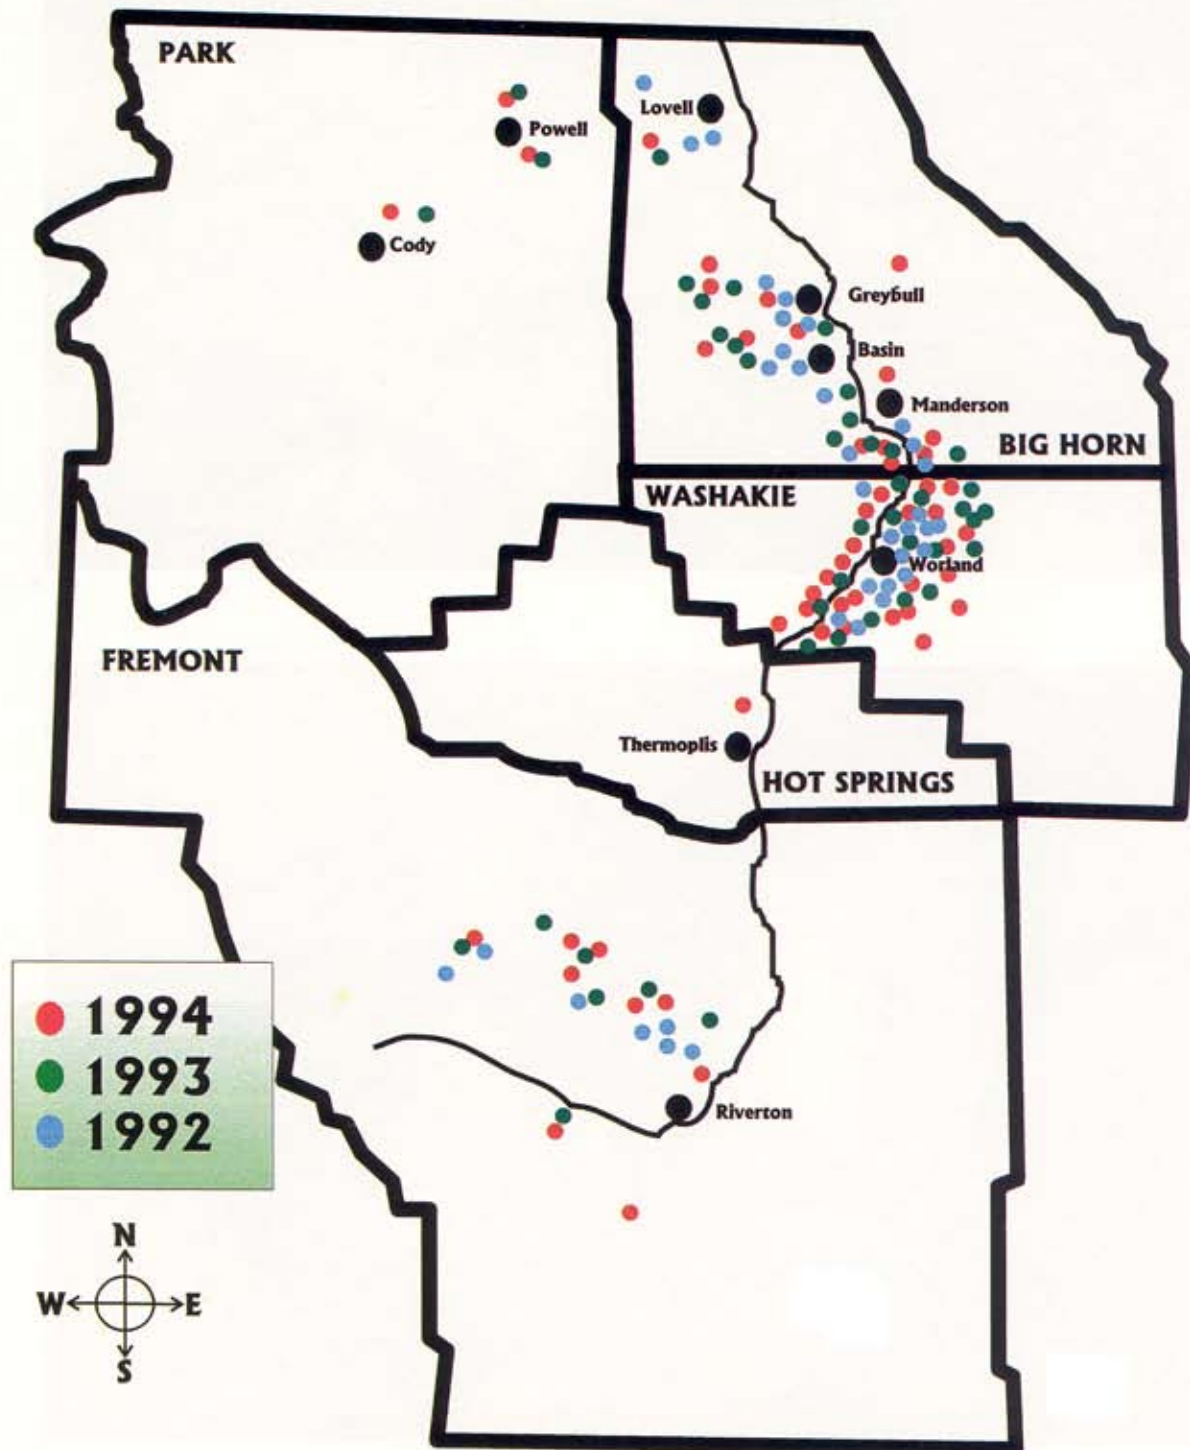 PARK
Lovell
Powell
Cody
Greybull
Basin
Manderson
BIG HORN
WASHAKIE
Worland
FREMONT
Thermoplis
HOT SPRINGS
1994
1993
1992
Riverton
N
W E
S